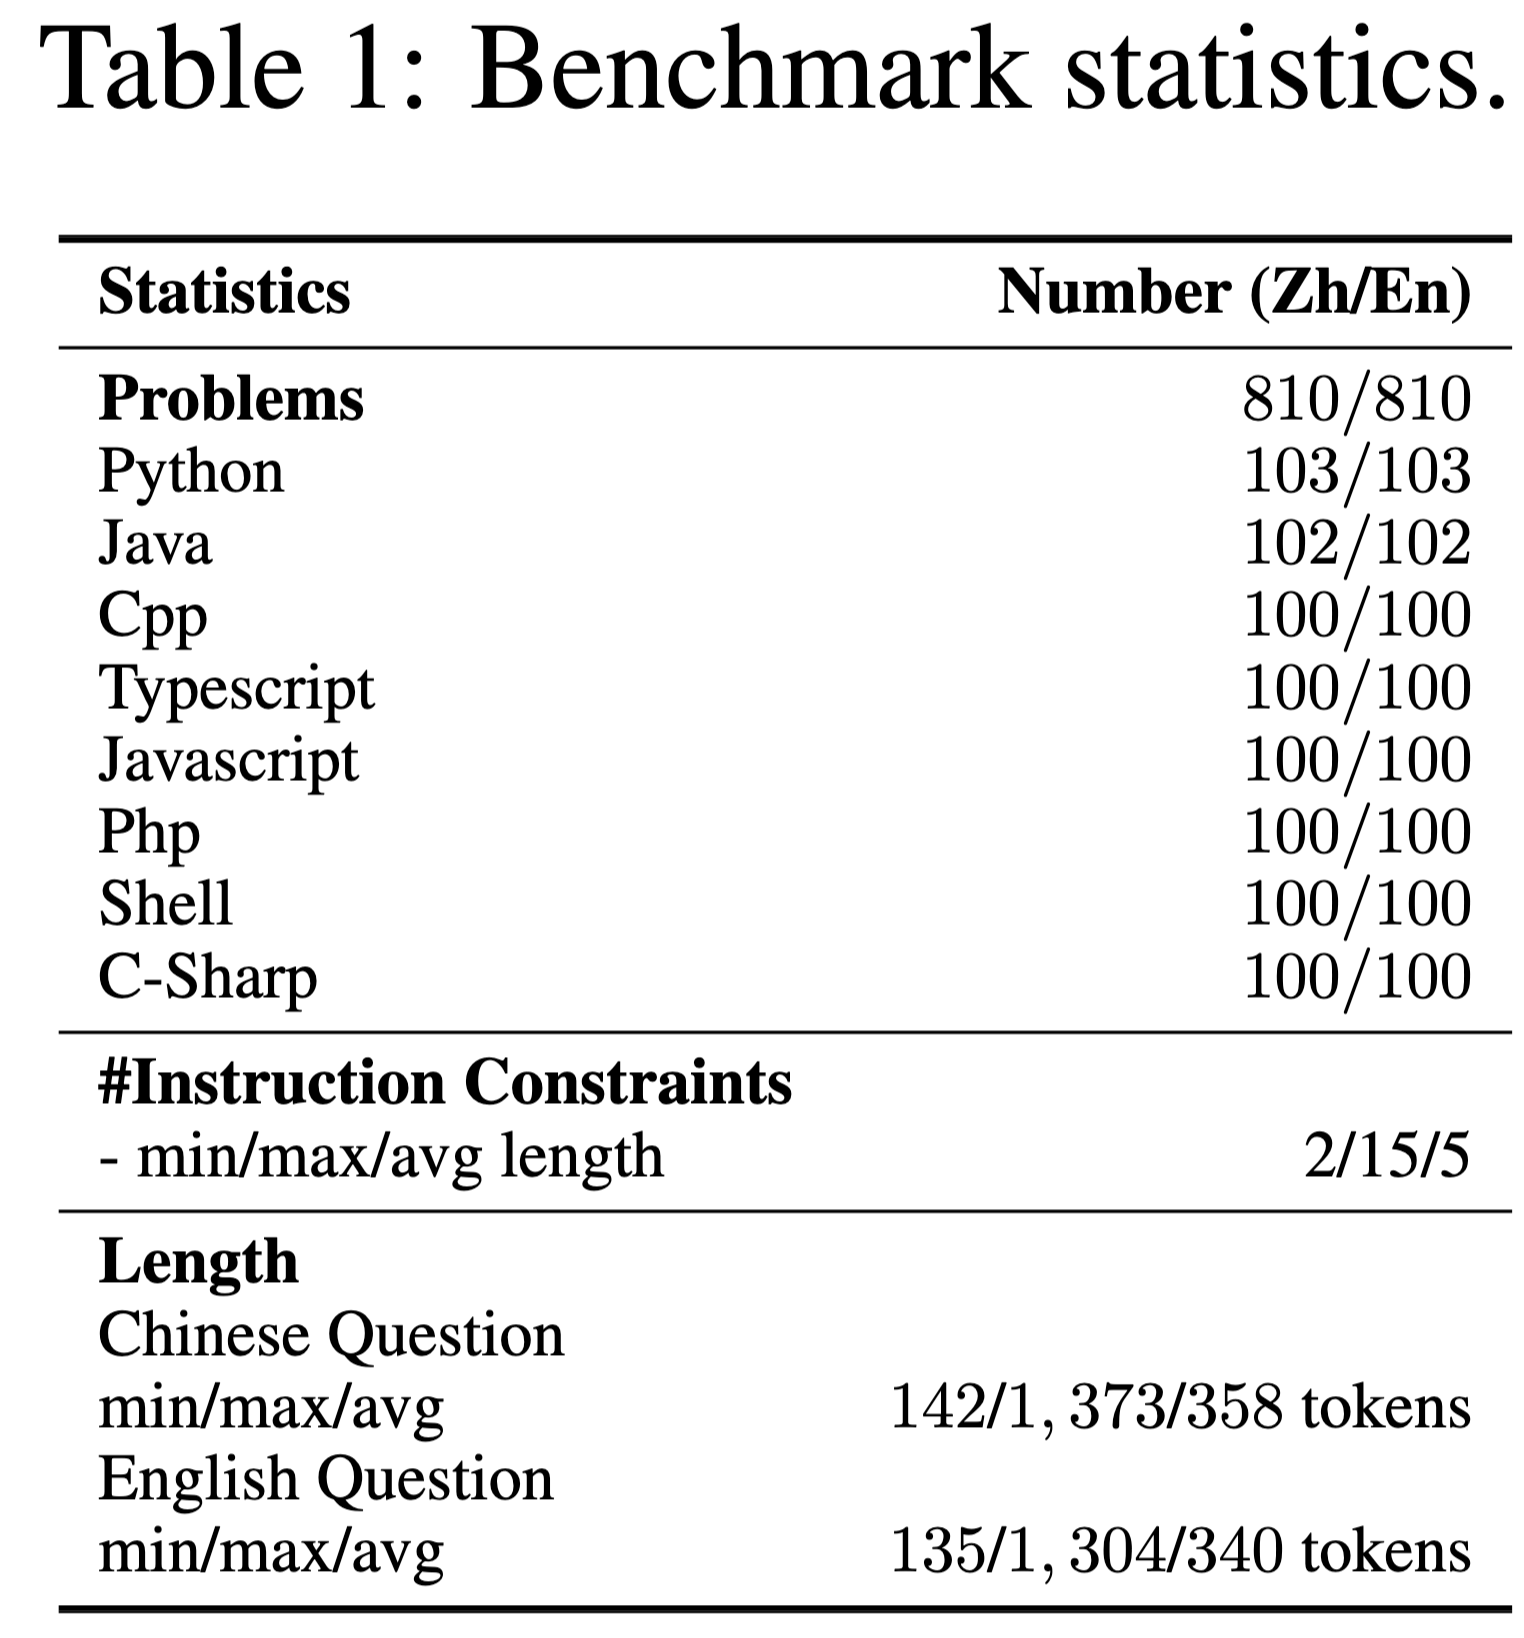 Table 1: Benchmark statistics.
Statistics Number (Zh/En)
Problems 810/810
Python 103/103
Java 102/102
Cpp 100/100
Typescript 100/100
Javascript 100/100
Php 100/100
Shell 100/100
C-Sharp 100/100
#Instruction Constraints
- min/max/avg length 2/15/5
Length
Chinese Question
min/max/avg 142/1, 373/358 tokens
English Question
min/max/avg 135/1, 304/340 tokens